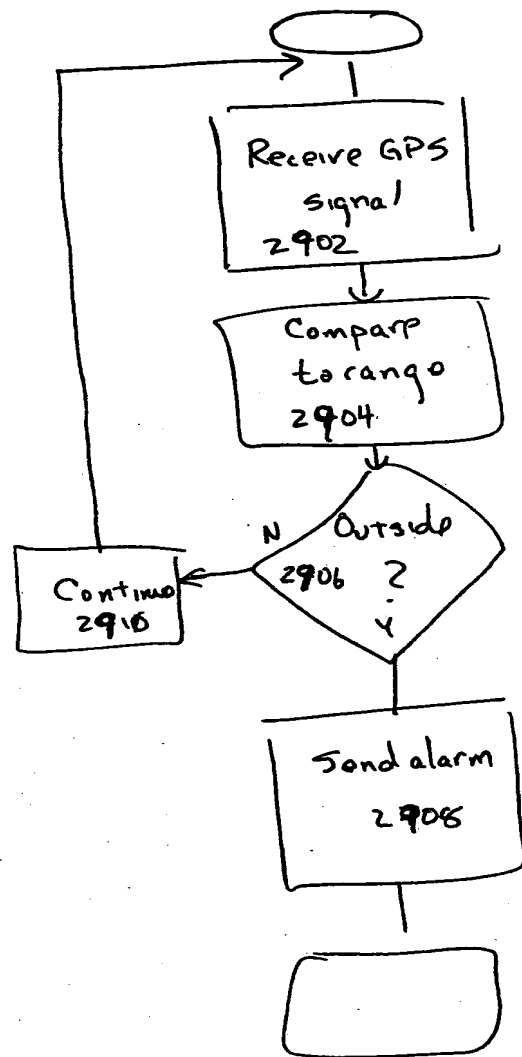 Receive GPS
signal
2902
Compare
to range
2904
N
Outside
2906 ?
Y
Continue
2910
Send alarm
2908